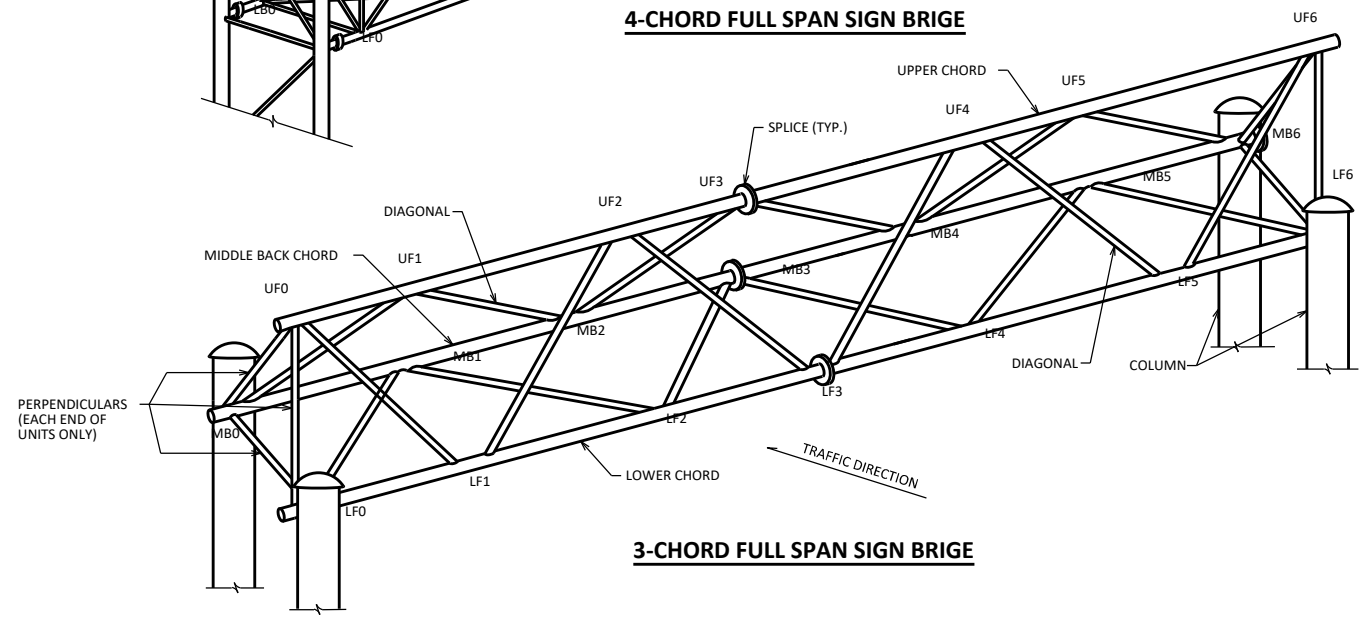 LB0
LF0
4-CHORD FULL SPAN SIGN BRIGE
UF6
UPPER CHORD
UF5
UF4
SPLICE (TYP.)
MB6
LF6
UF3
MB5
DIAGONAL
UF2
MB4
MIDDLE BACK CHORD
UF1
MB3
LF5
UF0
MB2
LF4
MB1
DIAGONAL
COLUMN
LF3
PERPENDICULARS
(EACH END OF
UNITS ONLY)
MB0
LF2
TRAFFIC DIRECTION
LF1
LOWER CHORD
LF0
3-CHORD FULL SPAN SIGN BRIGE